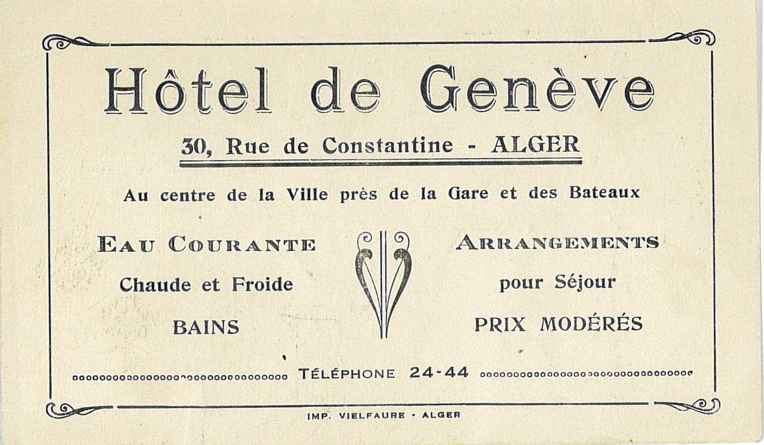 Hôtel de Genève
30, Rue de Constantine - ALGER
Au centre de la Ville près de la Gare et des Bateaux
EAU COURANTE
Chaude et Froide
BAINS
ARRANGEMENTS
pour Séjour
PRIX MODÉRÉS
TÉLÉPHONE 24-44
IMP. VIELFAURE - ALGER